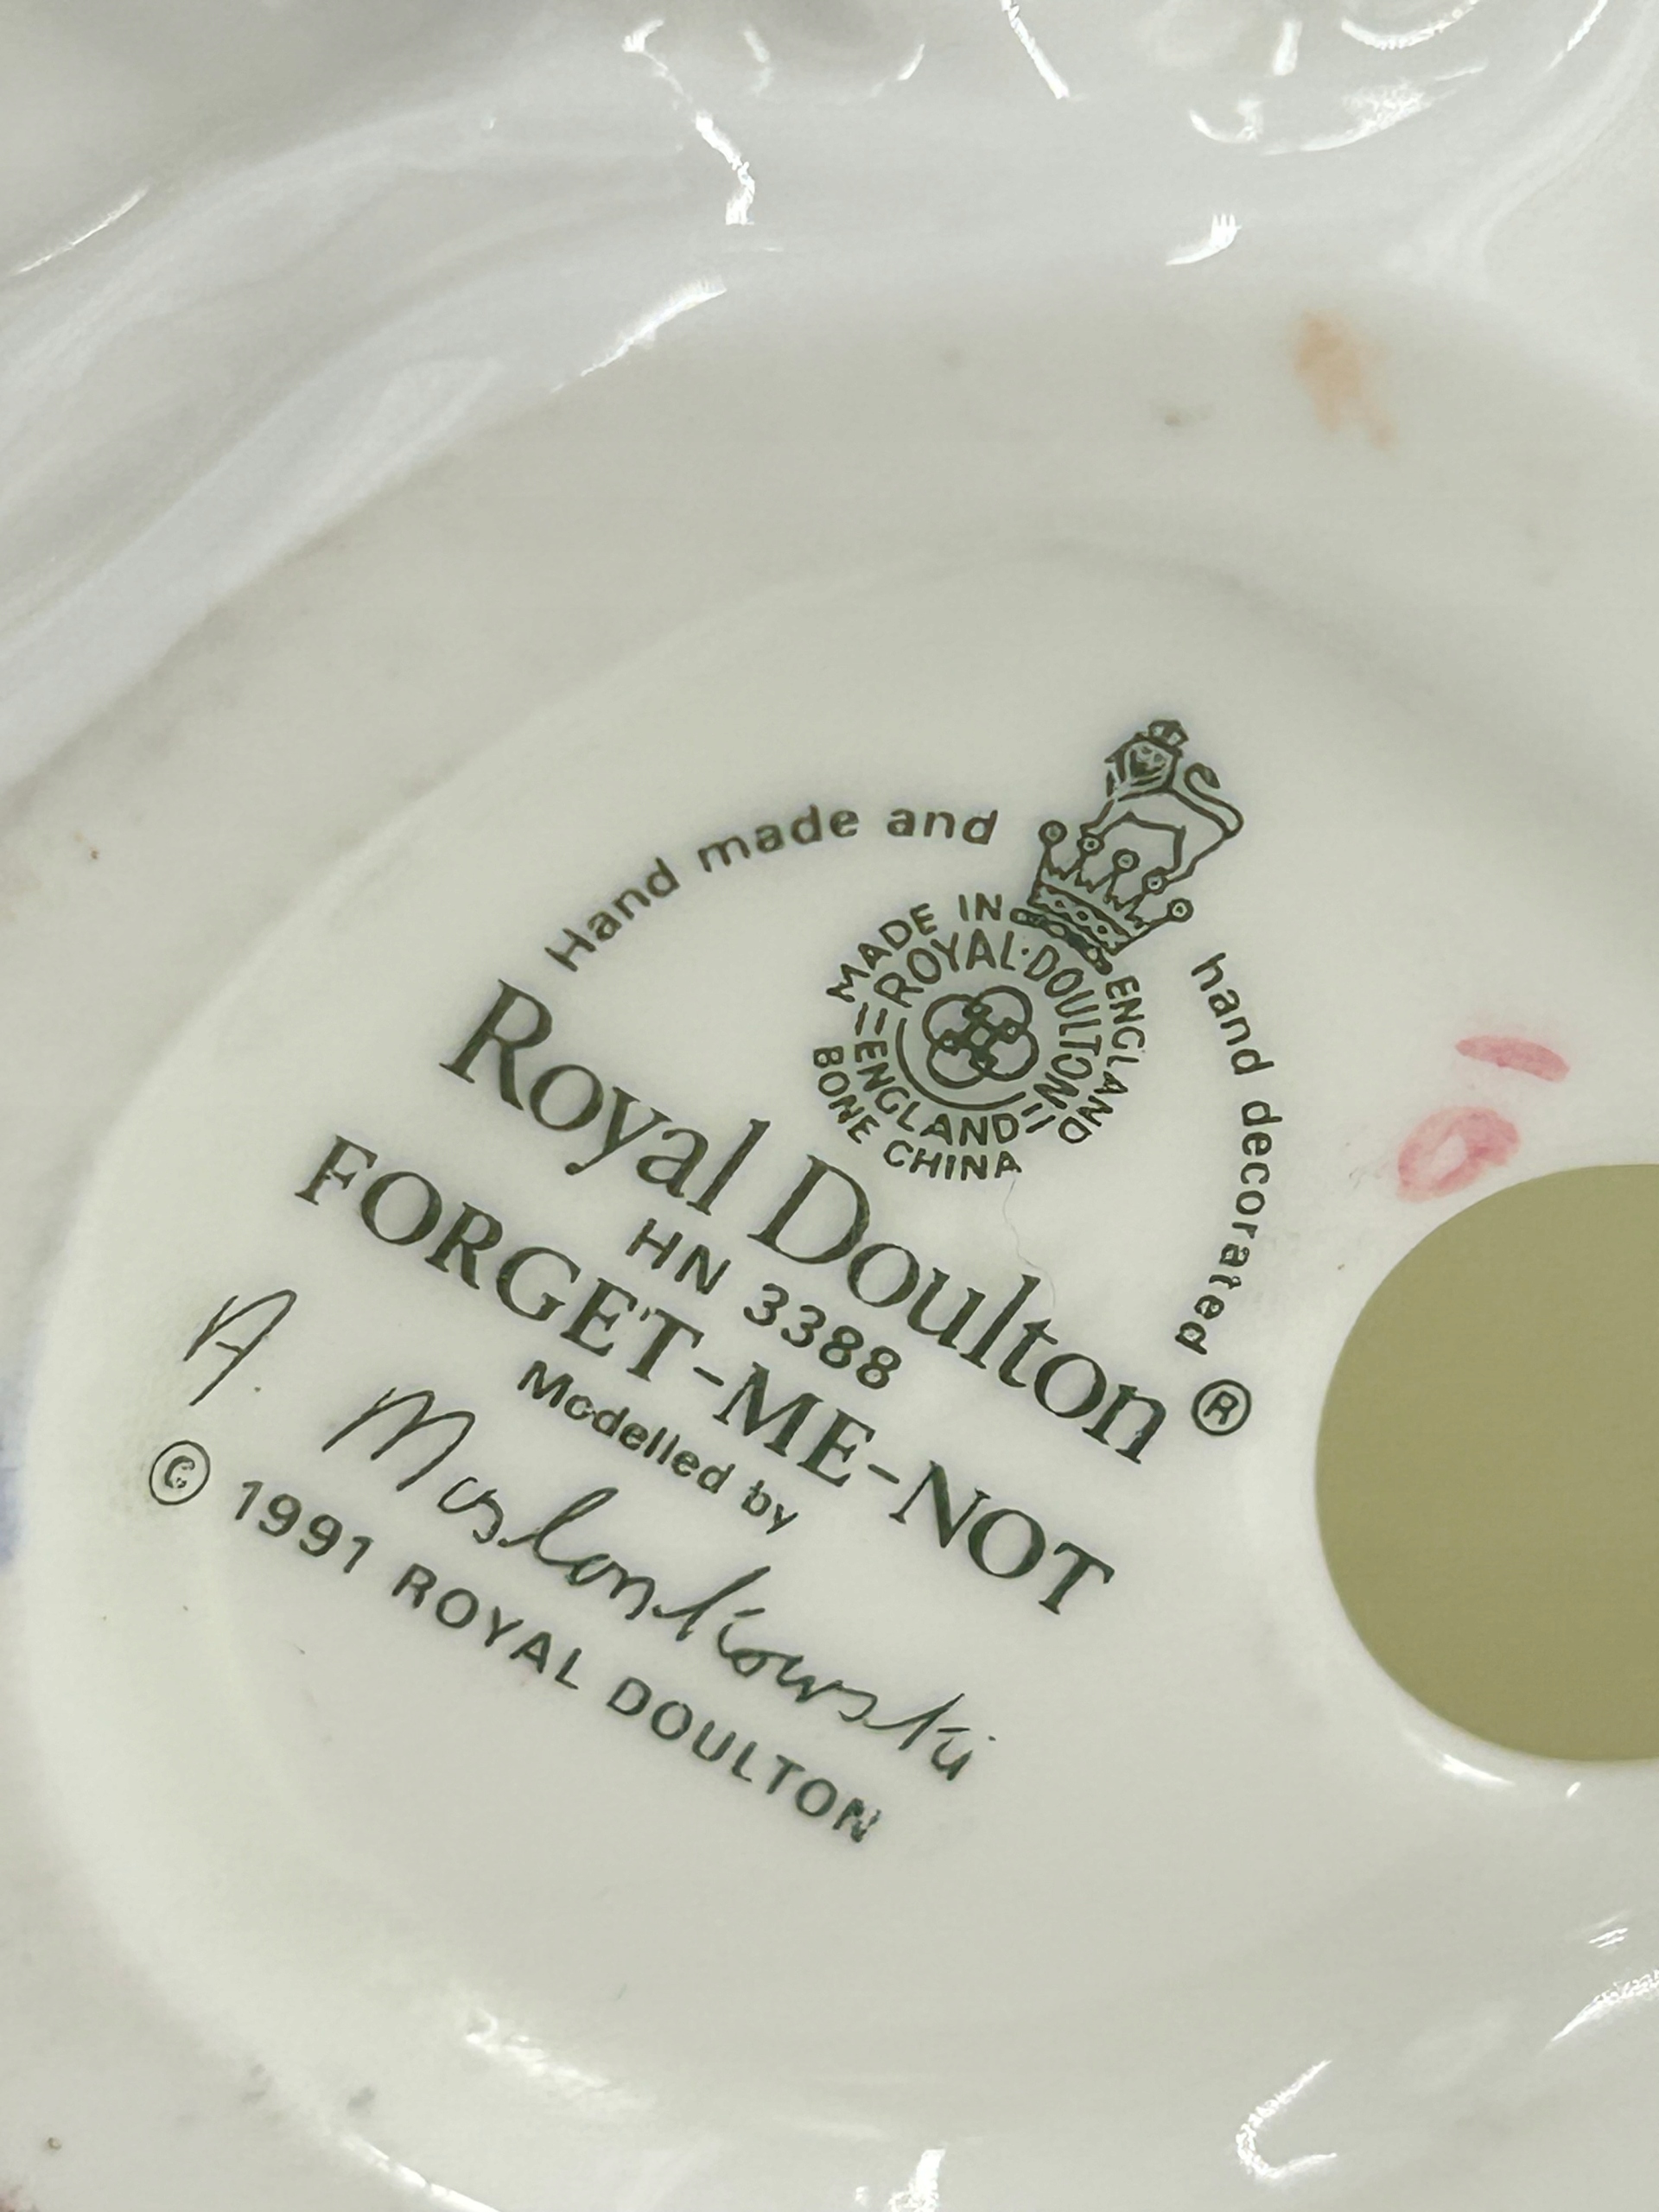 Hand made and hand decorated
MADE IN ENGLAND
ROYAL·DOULTON
ENGLAND
BONE CHINA
Royal Doulton ®
HN 3388
FORGET-ME-NOT
Modelled by
A Maslankowski
© 1991 ROYAL DOULTON